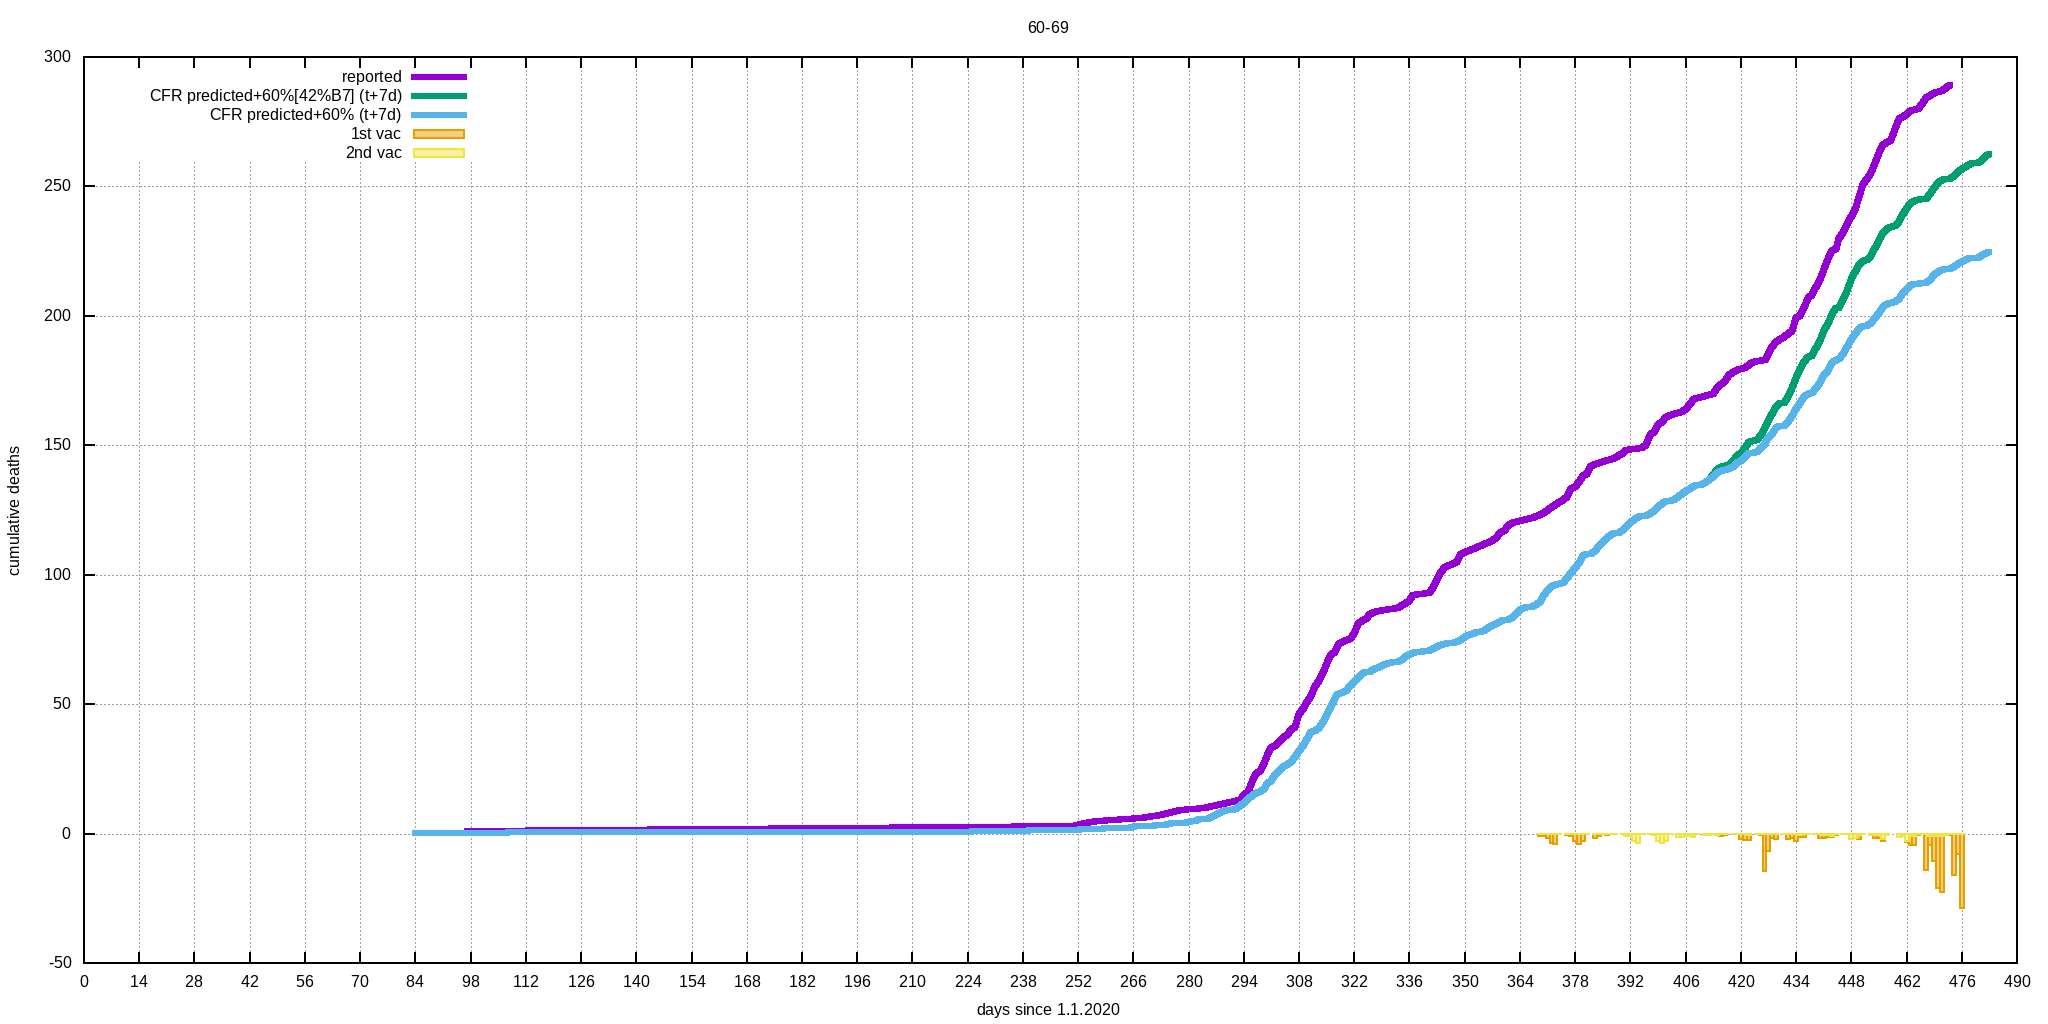 60-69
300
250
200
150
100
50
0
-50
cumulative deaths
reported
CFR predicted+60%[42%B7] (t+7d)
CFR predicted+60% (t+7d)
1st vac
2nd vac
0 14 28 42 56 70 84 98 112 126 140 154 168 182 196 210 224 238 252 266 280 294 308 322 336 350 364 378 392 406 420 434 448 462 476 490
days since 1.1.2020